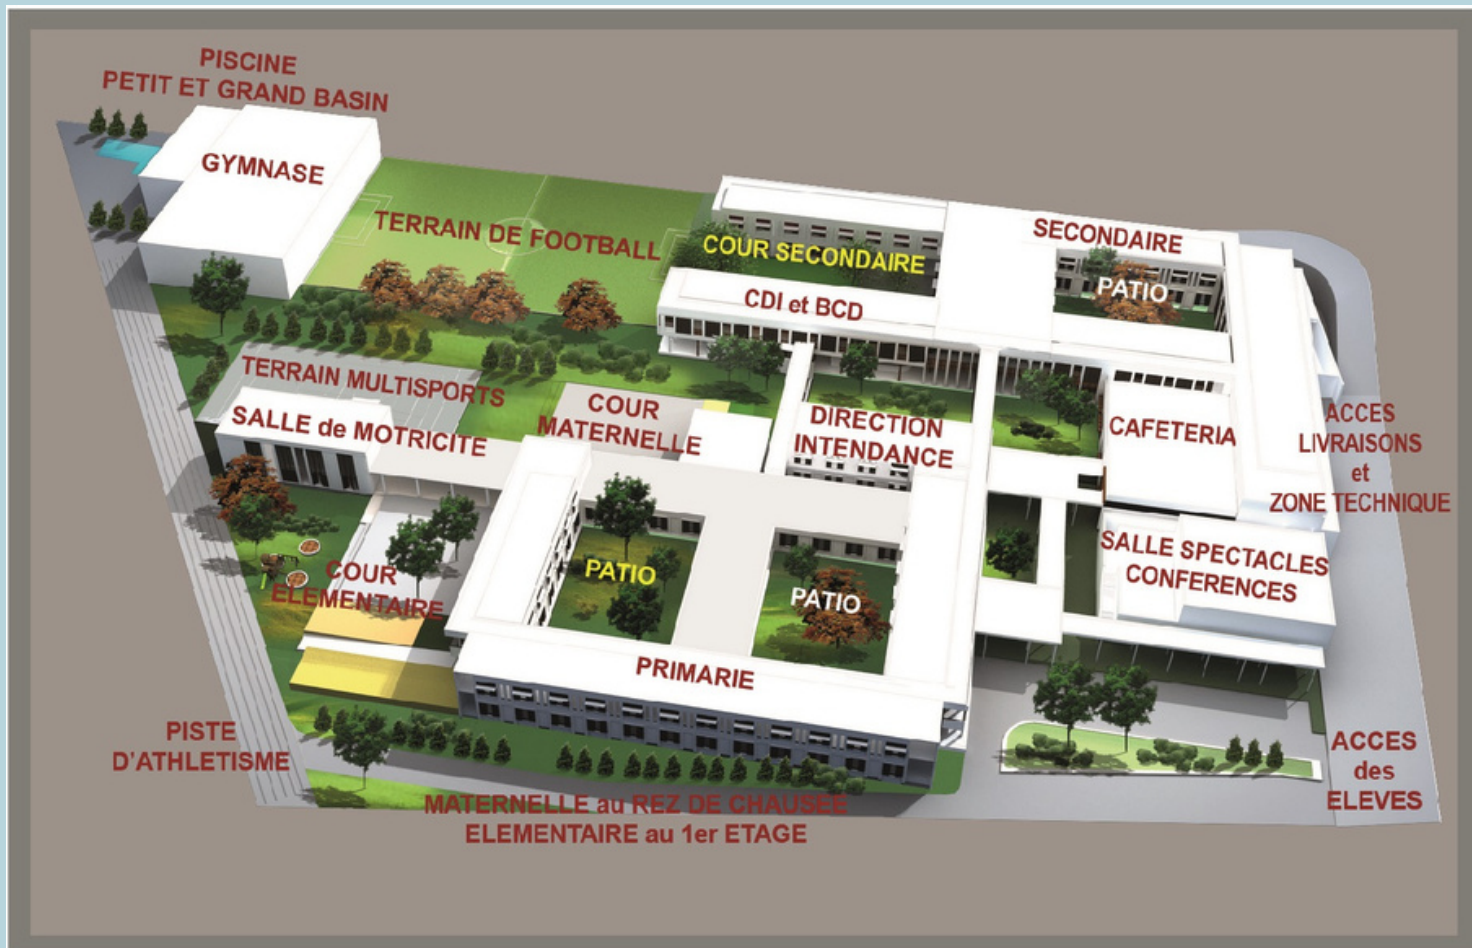 PISCINE
PETIT ET GRAND BASIN
GYMNASE
TERRAIN DE FOOTBALL
COUR SECONDAIRE
SECONDAIRE
PATIO
CDI et BCD
TERRAIN MULTISPORTS
SALLE de MOTRICITE
COUR
MATERNELLE
DIRECTION
INTENDANCE
CAFETERIA
ACCES
LIVRAISONS
et
ZONE TECHNIQUE
SALLE SPECTACLES
CONFERENCES
PATIO
PATIO
COUR
ELEMENTAIRE
PRIMARIE
PISTE
D'ATHLETISME
ACCES
des
ELEVES
MATERNELLE au REZ DE CHAUSEE
ELEMENTAIRE au 1er ETAGE